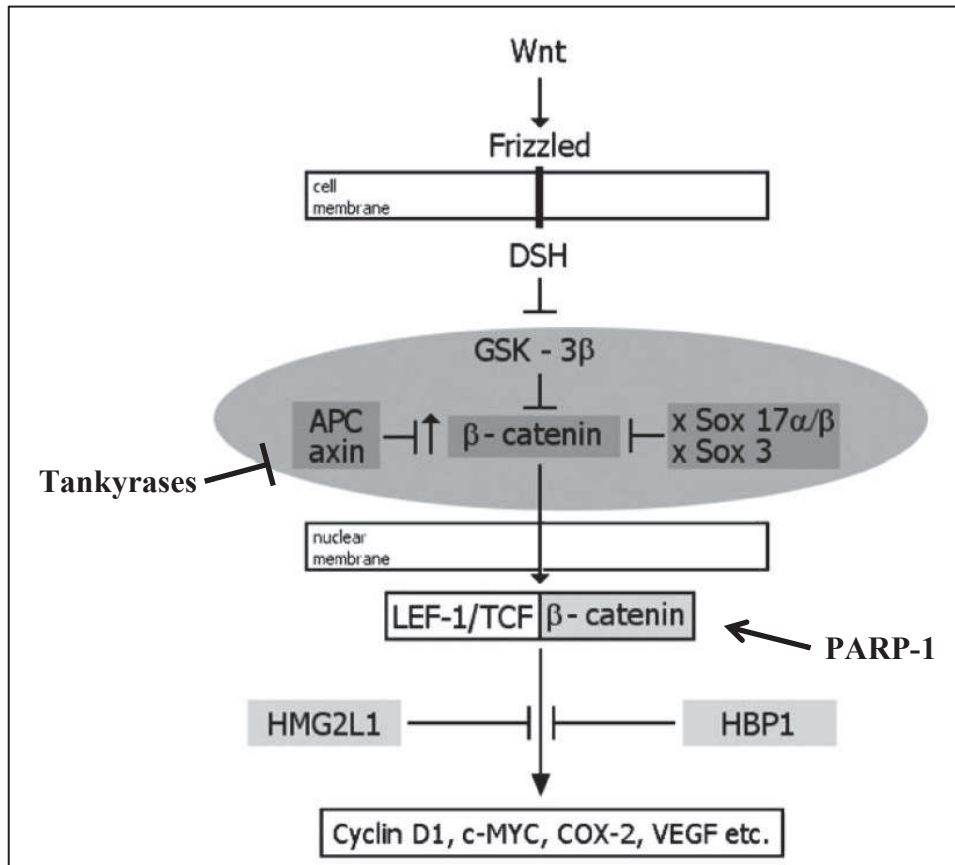 Wnt
Frizzled
cell
membrane
DSH
GSK - 3β
APC
axin
β- catenin
x Sox 17α/β
x Sox 3
Tankyrases
nuclear
membrane
LEF-1/TCF
β- catenin
PARP-1
HMG2L1
HBP1
Cyclin D1, c-MYC, COX-2, VEGF etc.